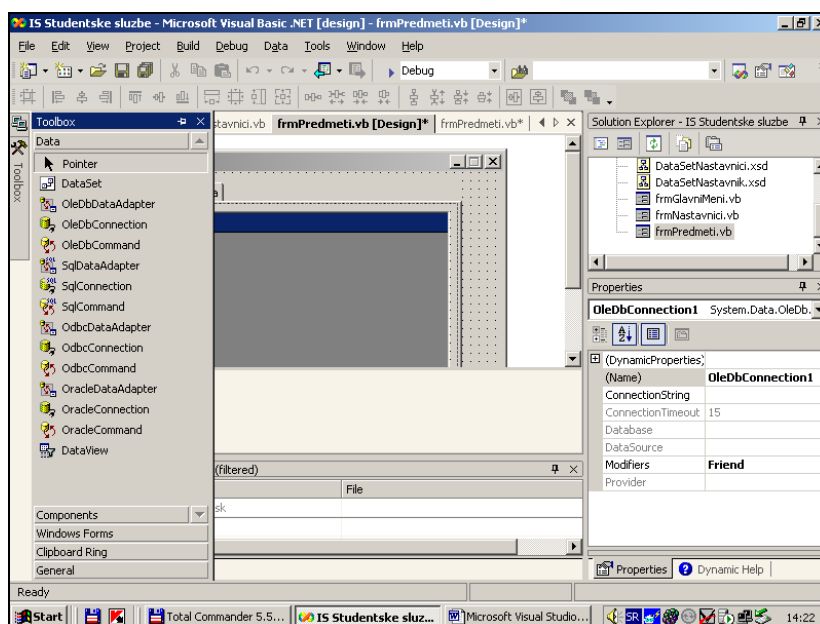 IS Studentske sluzbe - Microsoft Visual Basic .NET [design] - frmPredmeti.vb [Design]*
File Edit View Project Build Debug Data Tools Window Help
Debug
Toolbox
tavnici.vb frmPredmeti.vb [Design]* frmPredmeti.vb*
Solution Explorer - IS Studentske sluzbe
Toolbox
Data
Pointer
DataSet
OleDbDataAdapter
OleDbConnection
OleDbCommand
SqlDataAdapter
SqlConnection
SqlCommand
OdbcDataAdapter
OdbcConnection
OdbcCommand
OracleDataAdapter
OracleConnection
OracleCommand
DataView
Components
Windows Forms
Clipboard Ring
General
a
(filtered)
File
sk
DataSetNastavnici.xsd
DataSetNastavnik.xsd
frmGlavniMeni.vb
frmNastavnici.vb
frmPredmeti.vb
Properties
OleDbConnection1 System.Data.OleDb.
(DynamicProperties)
(Name) OleDbConnection1
ConnectionString
ConnectionTimeout 15
Database
DataSource
Modifiers Friend
Provider
Properties Dynamic Help
Ready
Start Total Commander 5.5... IS Studentske sluz... Microsoft Visual Studio... SR 14:22